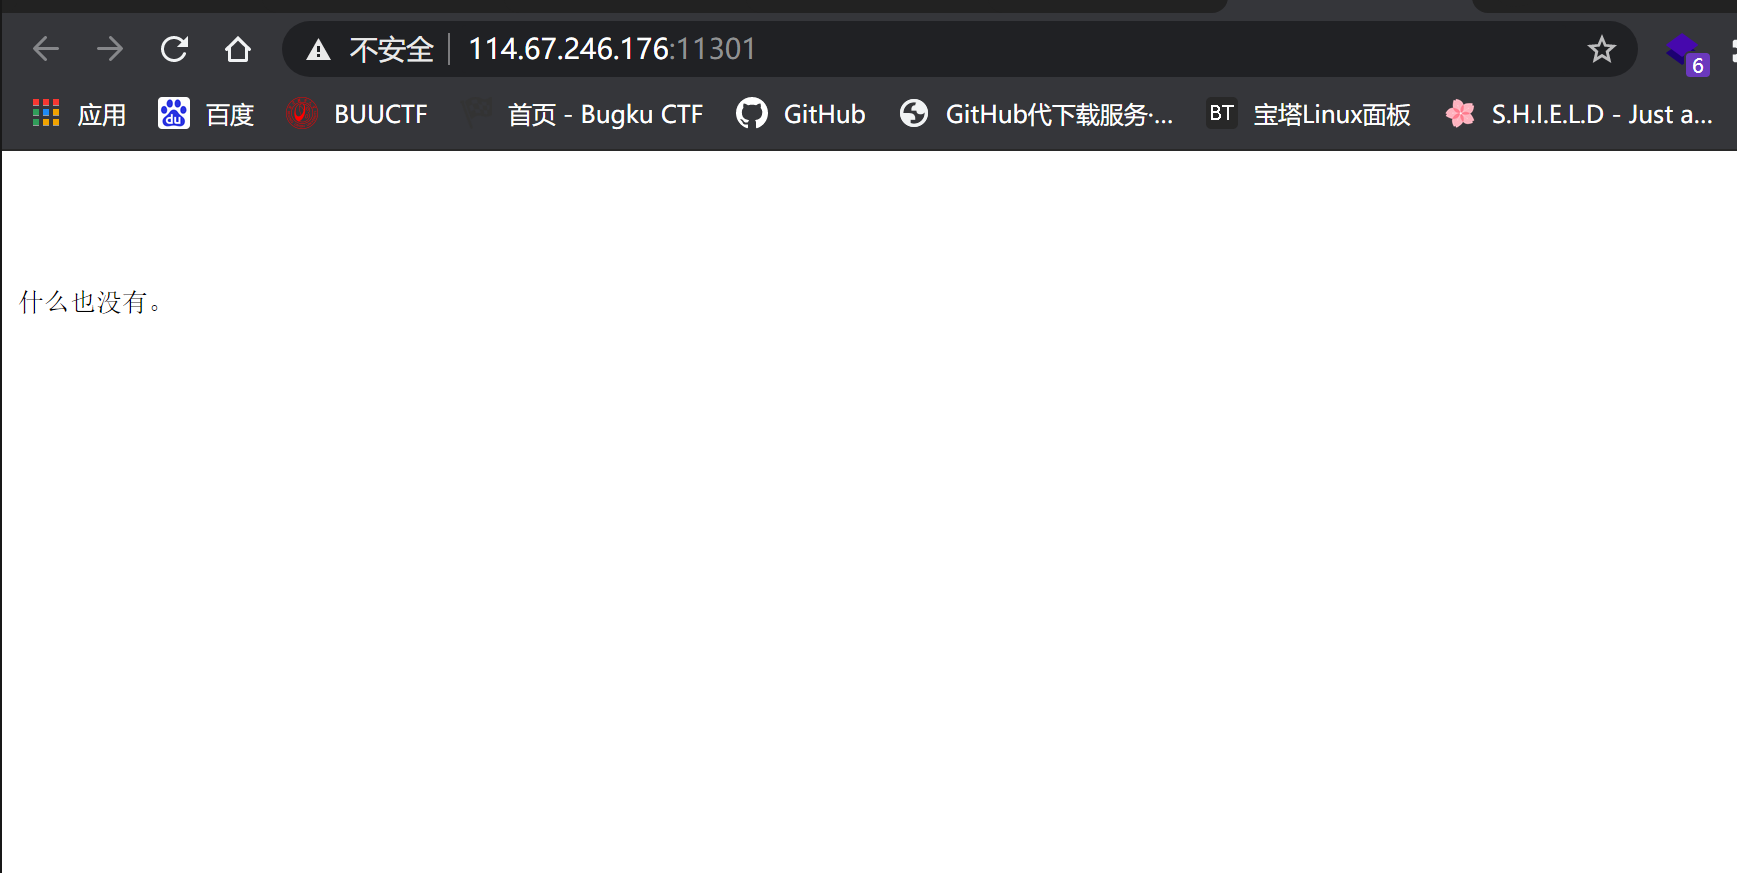 不安全 114.67.246.176:11301
6
应用 百度 BUUCTF 首页 - Bugku CTF GitHub GitHub代下载服务·... BT 宝塔Linux面板 S.H.I.E.L.D - Just a...
什么也没有。